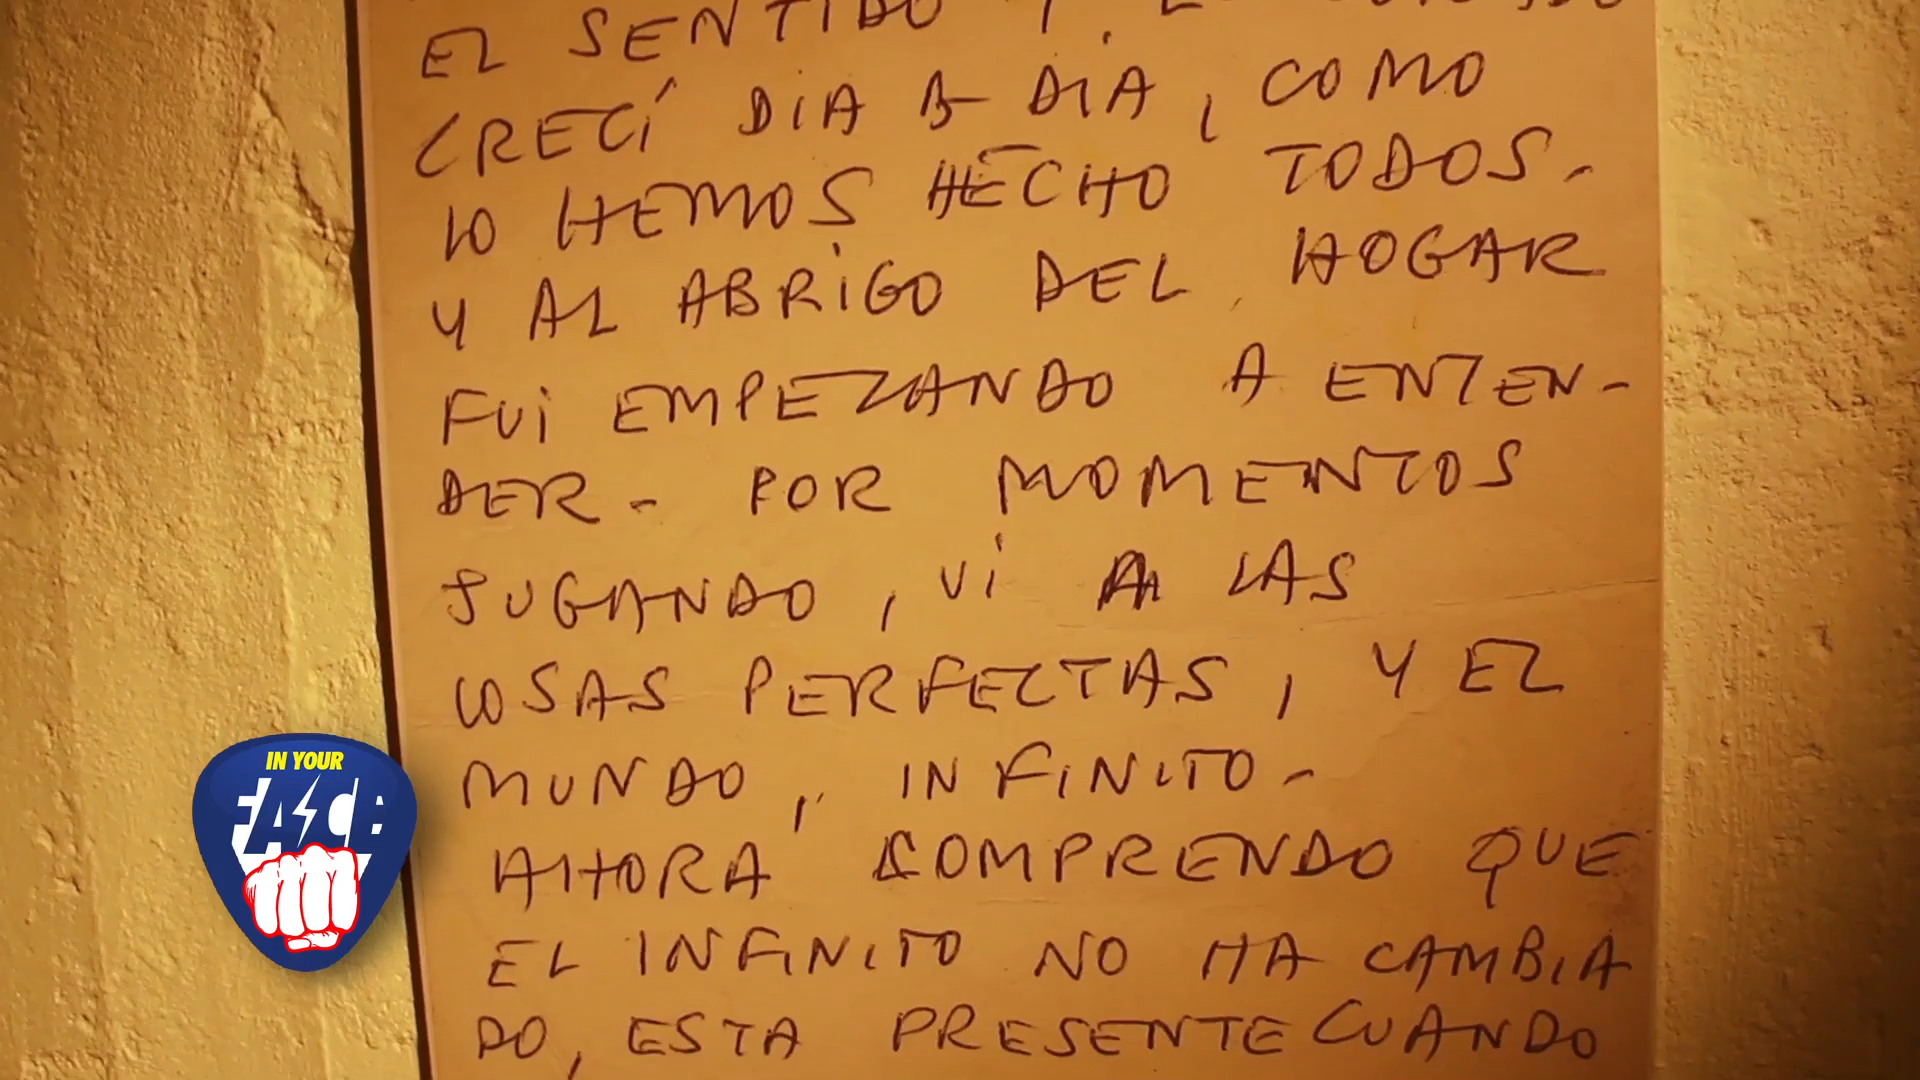 EL SENTIDO Y
CRECÍ DIA A DIA, COMO
LO HEMOS HECHO TODOS.
Y AL ABRIGO DEL HOGAR
FUI EMPEZANDO A ENTEN-
DER. POR MOMENTOS
JUGANDO, VI A LAS
COSAS PERFECTAS, Y EL
MUNDO, INFINITO.
AHORA COMPRENDO QUE
EL INFINITO NO HA CAMBIA
DO, ESTA PRESENTE CUANDO
IN YOUR
FACE